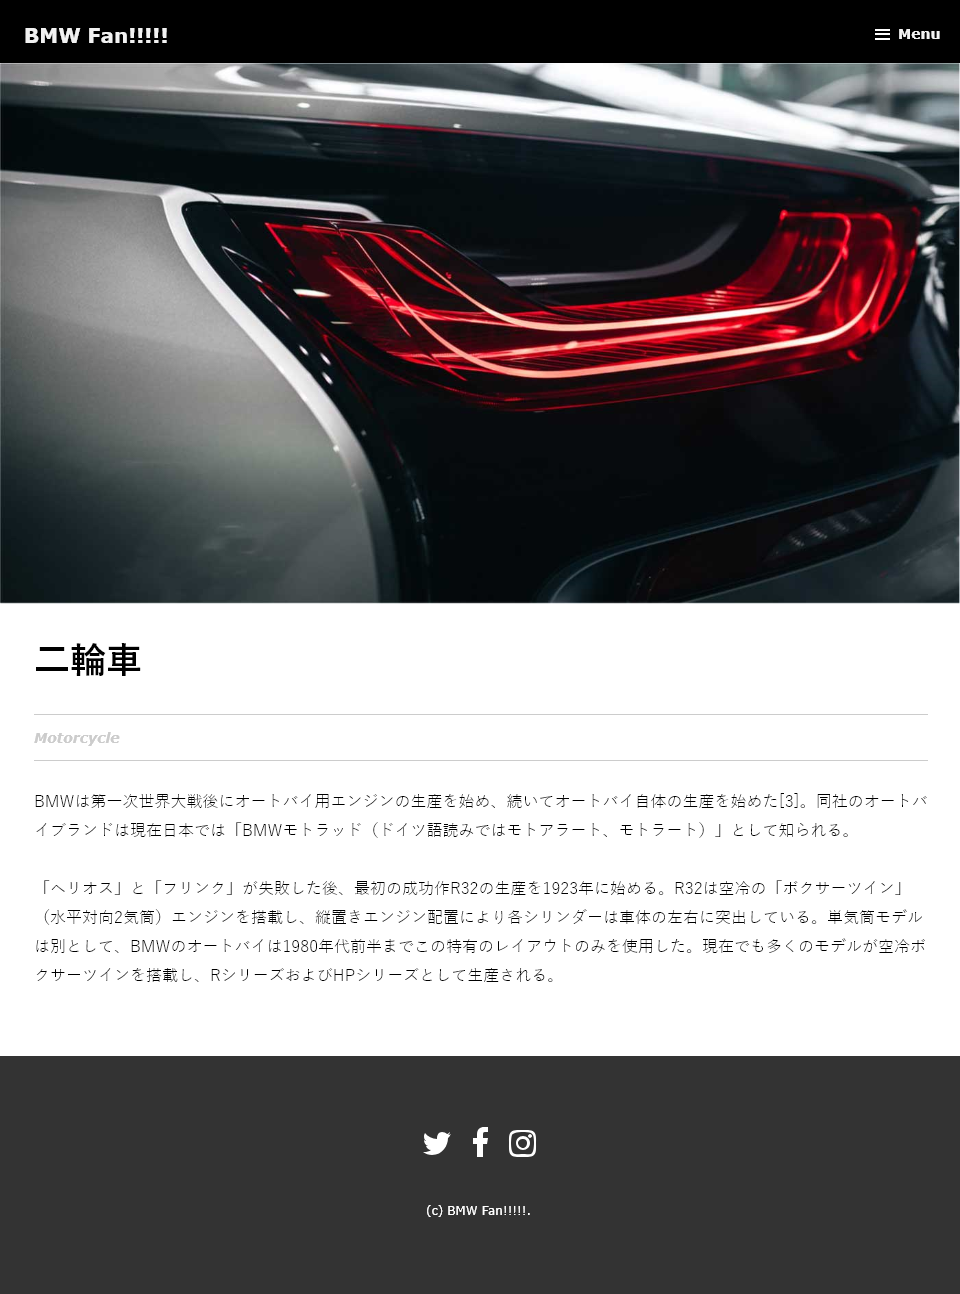 BMW Fan!!!!!
Menu
二輪車
Motorcycle
BMWは第一次世界大戦後にオートバイ用エンジンの生産を始め、続いてオートバイ自体の生産を始めた[3]。同社のオートバ
イブランドは現在日本では「BMWモトラッド（ドイツ語読みではモトアラート、モトラート）」として知られる。
「ヘリオス」と「フリンク」が失敗した後、最初の成功作R32の生産を1923年に始める。R32は空冷の「ボクサーツイン」
（水平対向2気筒）エンジンを搭載し、縦置きエンジン配置により各シリンダーは車体の左右に突出している。単気筒モデル
は別として、BMWのオートバイは1980年代前半までこの特有のレイアウトのみを使用した。現在でも多くのモデルが空冷ボ
クサーツインを搭載し、RシリーズおよびHPシリーズとして生産される。
(c) BMW Fan!!!!!.